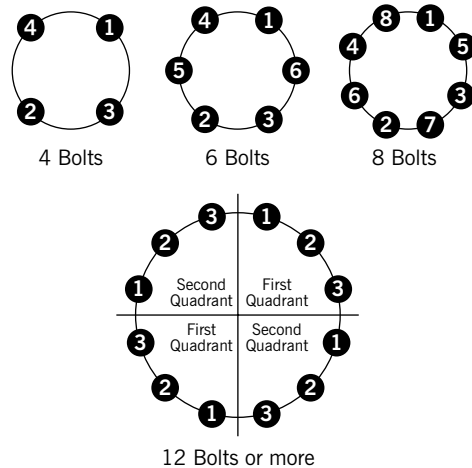 4 1
2 3
4 Bolts
4 1
5 6
2 3
6 Bolts
8 1
4 5
6 3
2 7
8 Bolts
3 1
2 2
1 3
Second
Quadrant
First
Quadrant
First
Quadrant
Second
Quadrant
3 1
2 2
1 3
12 Bolts or more